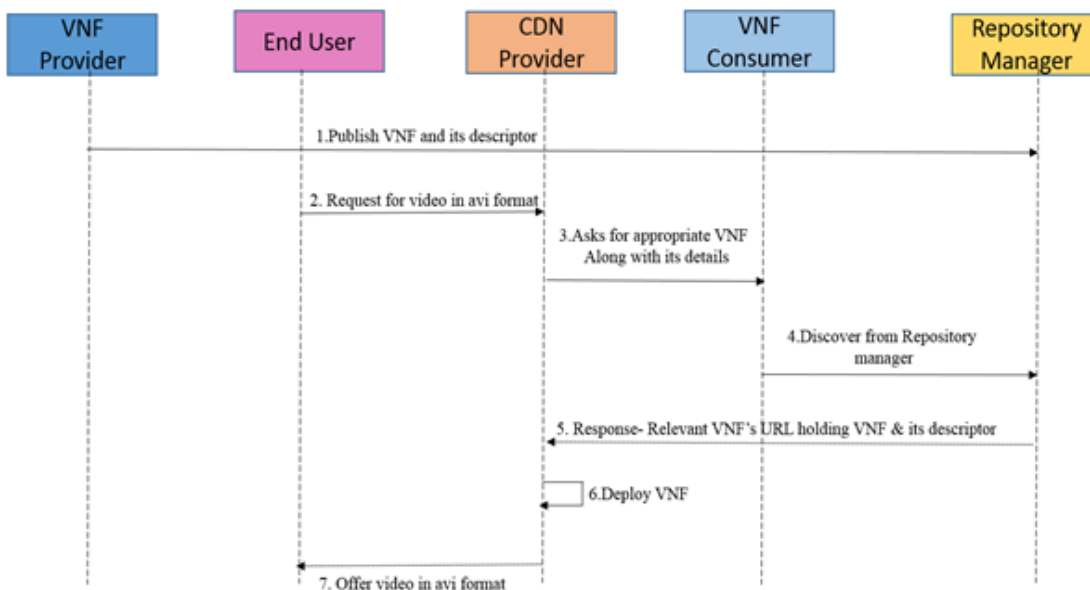 VNF
Provider
End User
CDN
Provider
VNF
Consumer
Repository
Manager
1.Publish VNF and its descriptor
2. Request for video in avi format
3.Asks for appropriate VNF
Along with its details
4.Discover from Repository
manager
5. Response- Relevant VNF’s URL holding VNF & its descriptor
6.Deploy VNF
7. Offer video in avi format